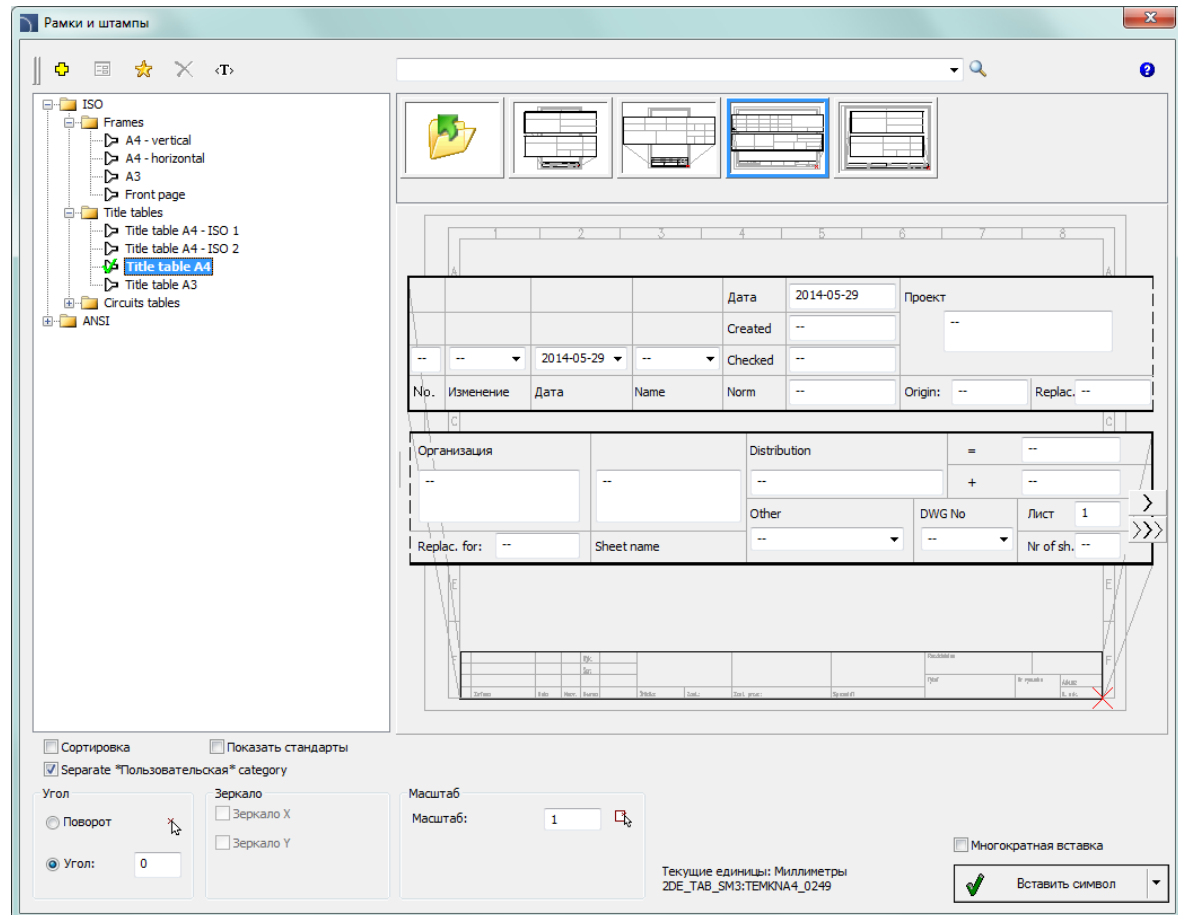 Рамки и штампы
<T>
ISO
Frames
A4 - vertical
A4 - horizontal
A3
Front page
Title tables
Title table A4 - ISO 1
Title table A4 - ISO 2
Title table A4
Title table A3
Circuits tables
ANSI
1 2 3 4 5 6 7 8
A A
Дата 2014-05-29 Проект
Created -- --
-- -- 2014-05-29 -- Checked --
No. Изменение Дата Name Norm -- Origin: -- Replac. --
C C
Организация Distribution = --
-- -- -- + --
Other DWG No Лист 1
Replac. for: -- Sheet name -- -- Nr of sh. --
E E
F F
Сортировка Показать стандарты
Separate *Пользовательская* category
Угол Зеркало Масштаб
Поворот Зеркало X Масштаб: 1
Зеркало Y
Угол: 0
Многократная вставка
Текущие единицы: Миллиметры
2DE_TAB_SM3:TEMKNA4_0249
Вставить символ